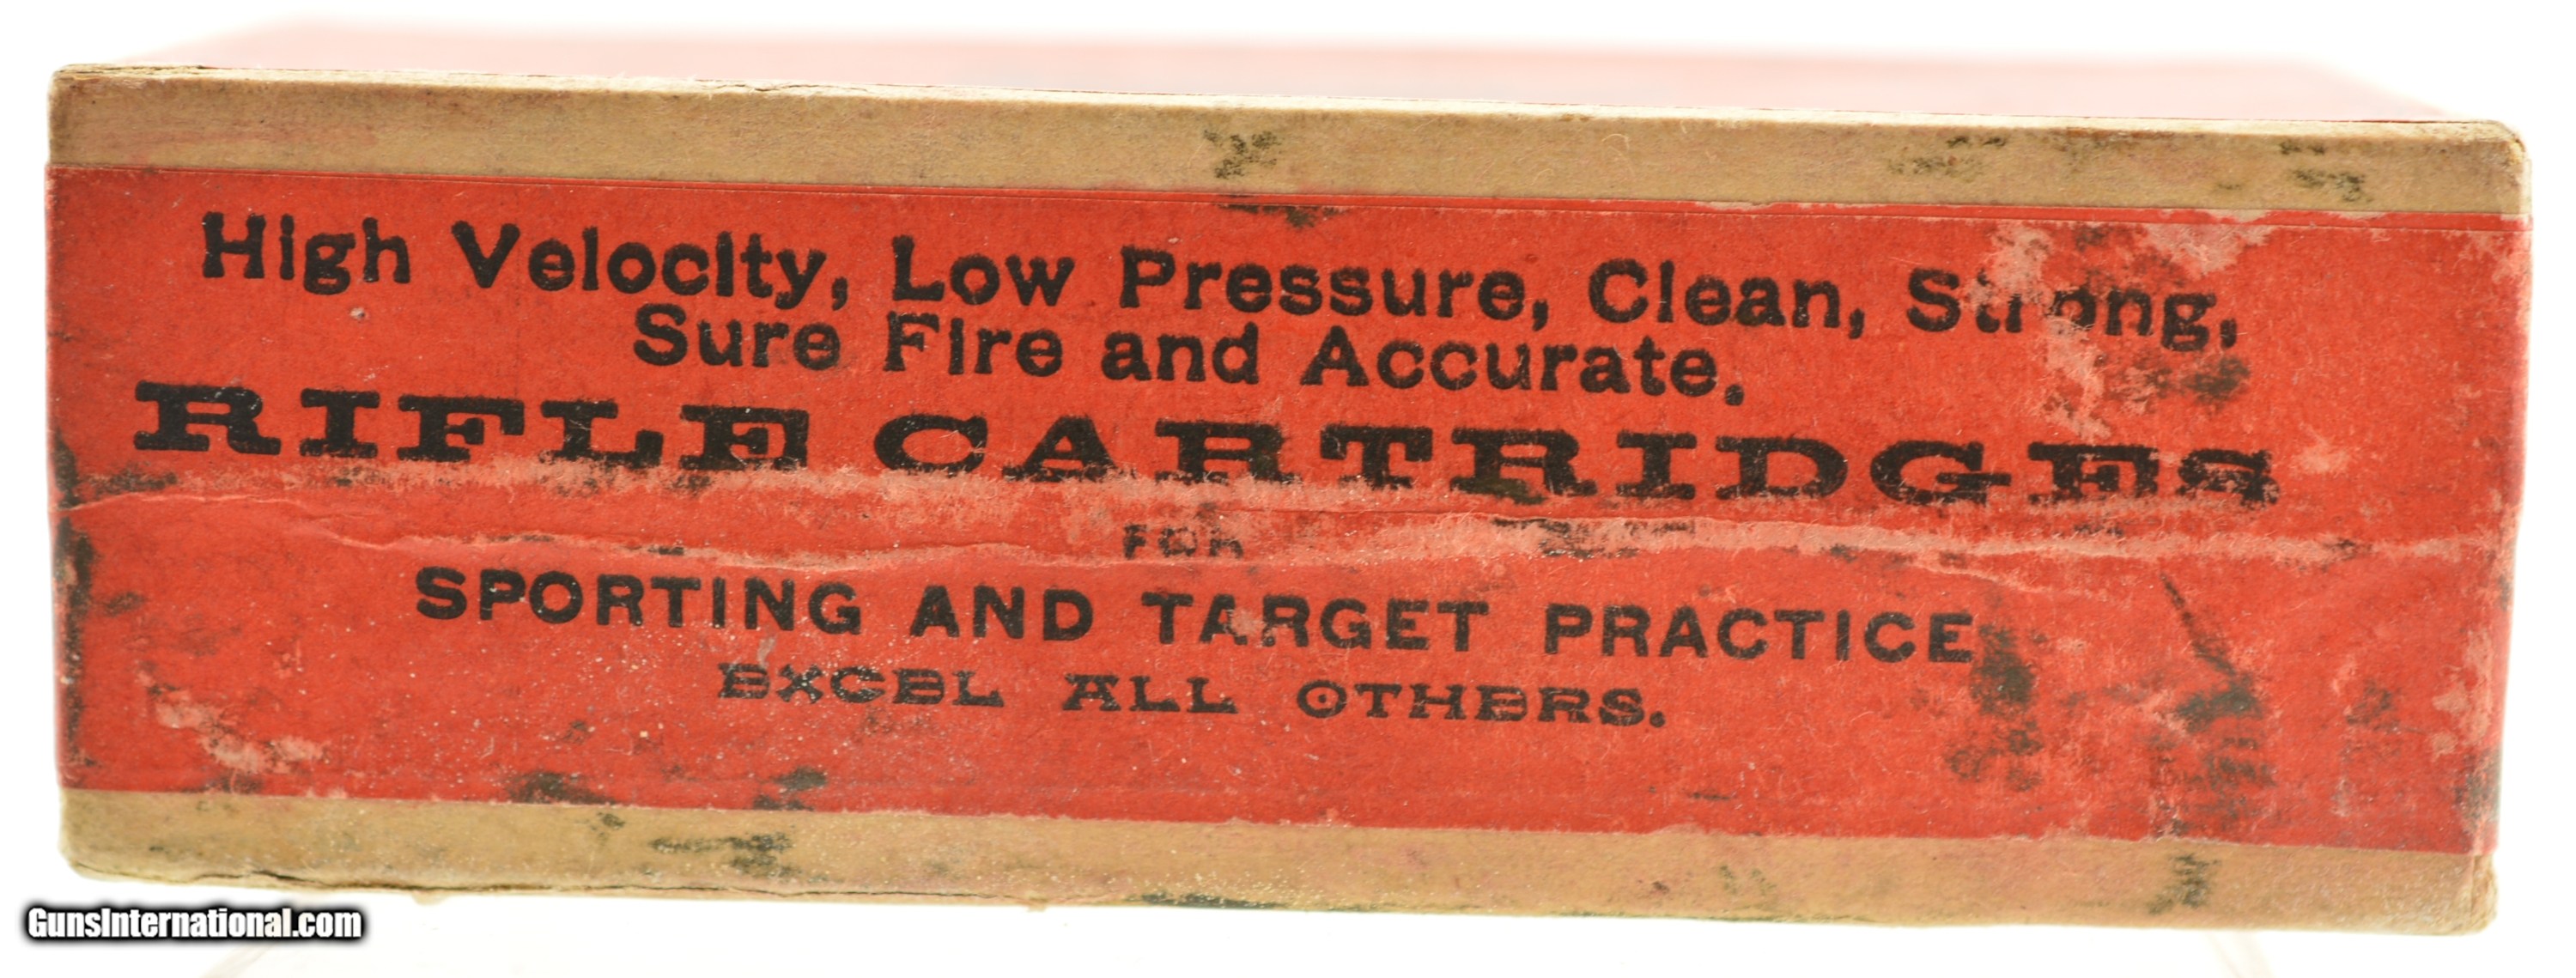 High Velocity, Low Pressure, Clean, Strong,
Sure Fire and Accurate.
RIFLE CARTRIDGES
FOR
SPORTING AND TARGET PRACTICE
EXCEL ALL OTHERS.
GunsInternational.com